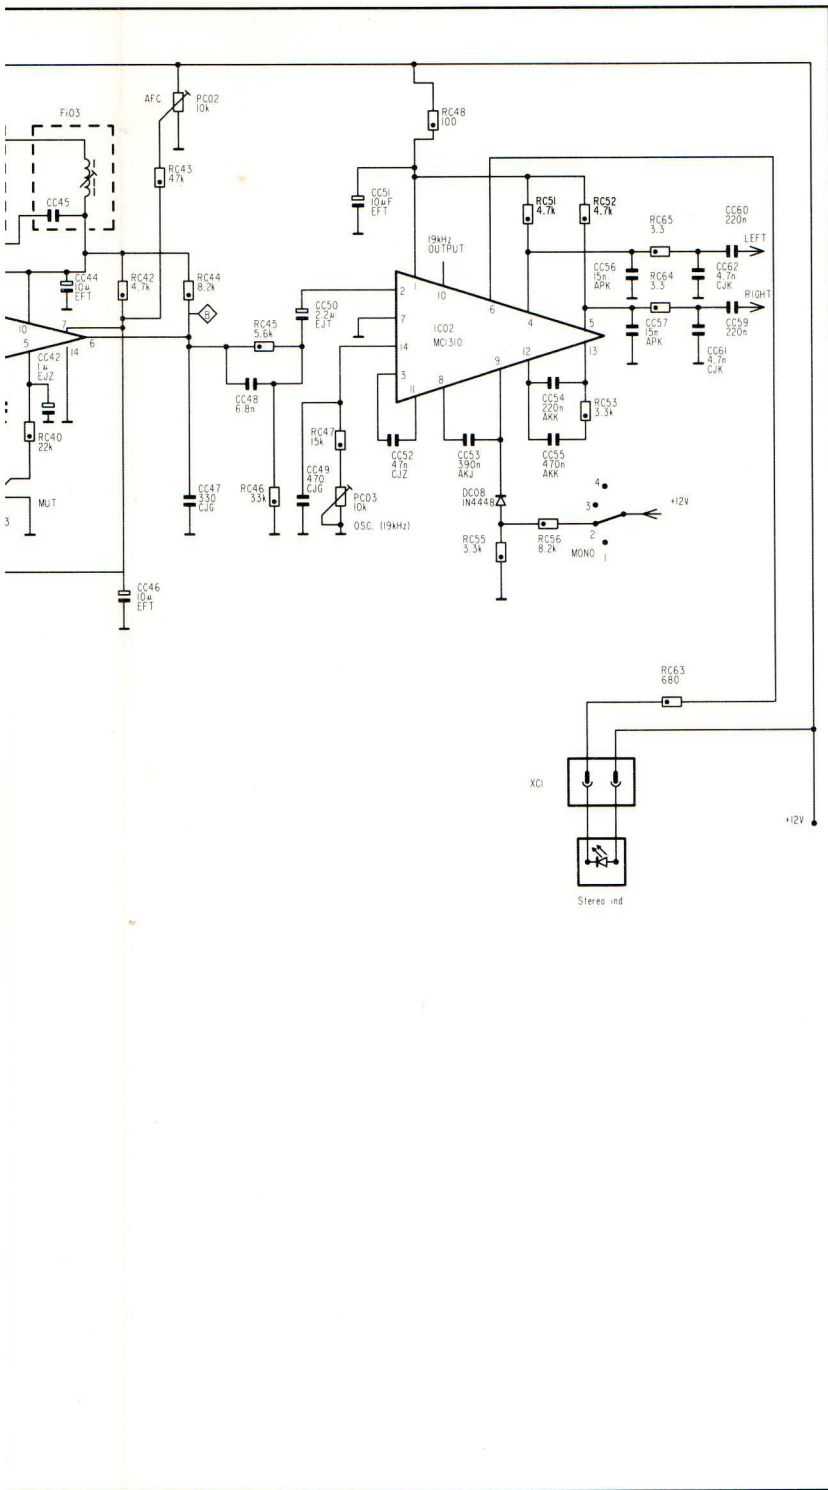 AFC
PC02
10k
Fi03
RC48
100
RC43
47k
CC45
CC51
10µF
EFT
RC51
4.7k
RC52
4.7k
CC60
220n
RC65
3.3
LEFT
19kHz
OUTPUT
CC44
10µ
EFT
RC42
4.7k
RC44
8.2k
CC56
15n
APK
RC64
3.3
CC62
4.7n
CJK
RIGHT
1
10
2
6
4
5
CC50
2.2µ
EJT
B
7
IC02
MC1310
CC57
15n
APK
CC59
220n
10
7
RC45
5.6k
14
12
13
5
14
6
CC61
4.7n
CJK
CC42
1µ
EJZ
3
8
9
11
CC48
6.8n
CC54
220n
AKK
RC53
3.3k
RC40
22k
RC47
15k
CC52
47n
CJZ
CC53
390n
AKJ
CC55
470n
AKK
CC49
470
CJG
CC47
330
CJG
RC46
33k
PC03
10k
DC08
1N4448
4
3
+12V
MUT
3
OSC. (19kHz)
2
RC55
3.3k
RC56
8.2k
MONO
1
CC46
10µ
EFT
RC63
680
XC1
+12V
Stereo ind